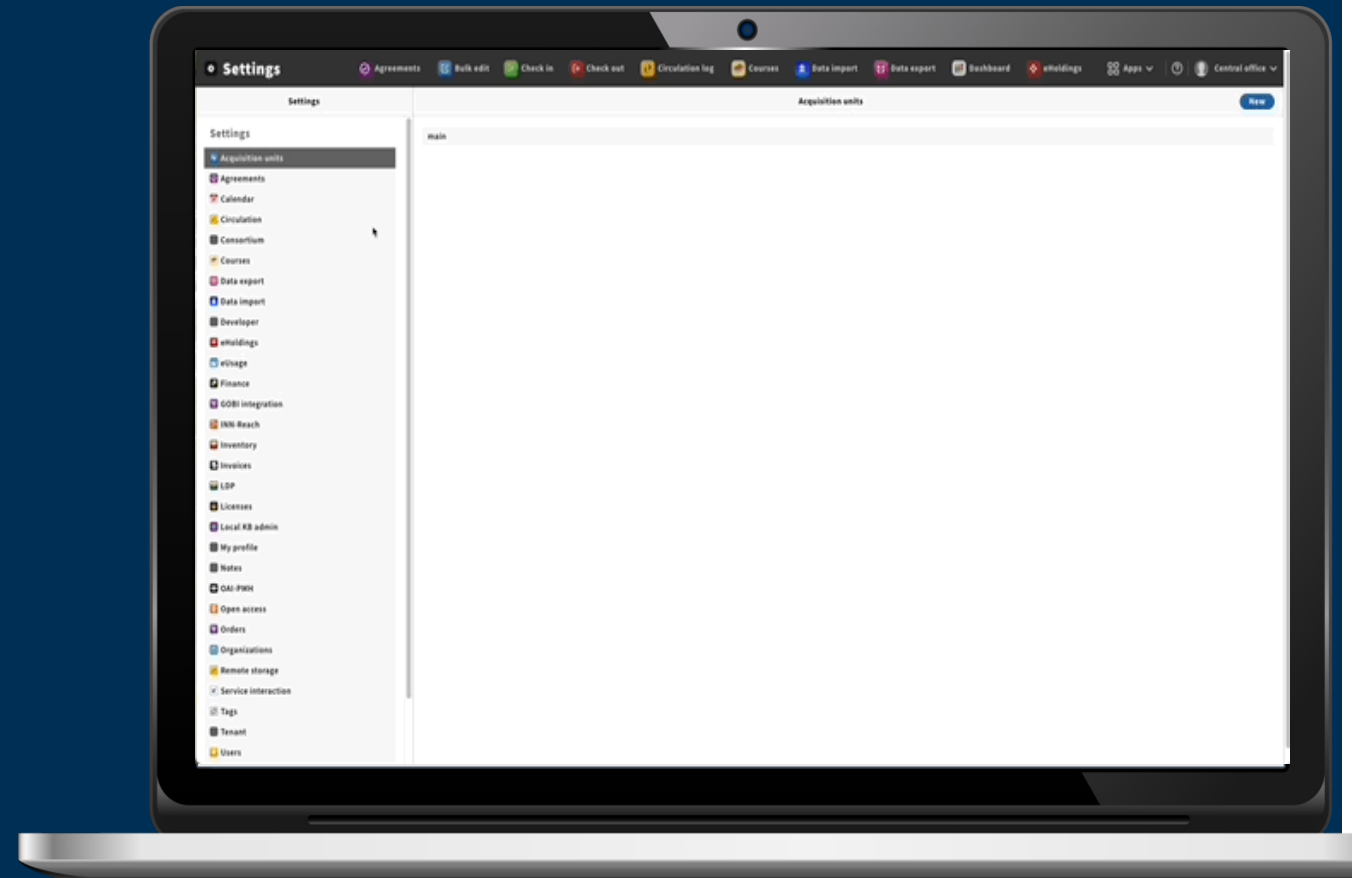 Settings Agreements Bulk edit Check in Check out Circulation log Courses Data import Data export Dashboard eHoldings Apps Central office
Settings
Acquisition units
New
Settings
Acquisition units
Agreements
Calendar
Circulation
Consortium
Courses
Data export
Data import
Developer
eHoldings
eUsage
Finance
GOBI integration
INN-Reach
Inventory
Invoices
LDP
Licenses
Local KB admin
My profile
Notes
OAI-PMH
Open access
Orders
Organizations
Remote storage
Service interaction
Tags
Tenant
Users
main